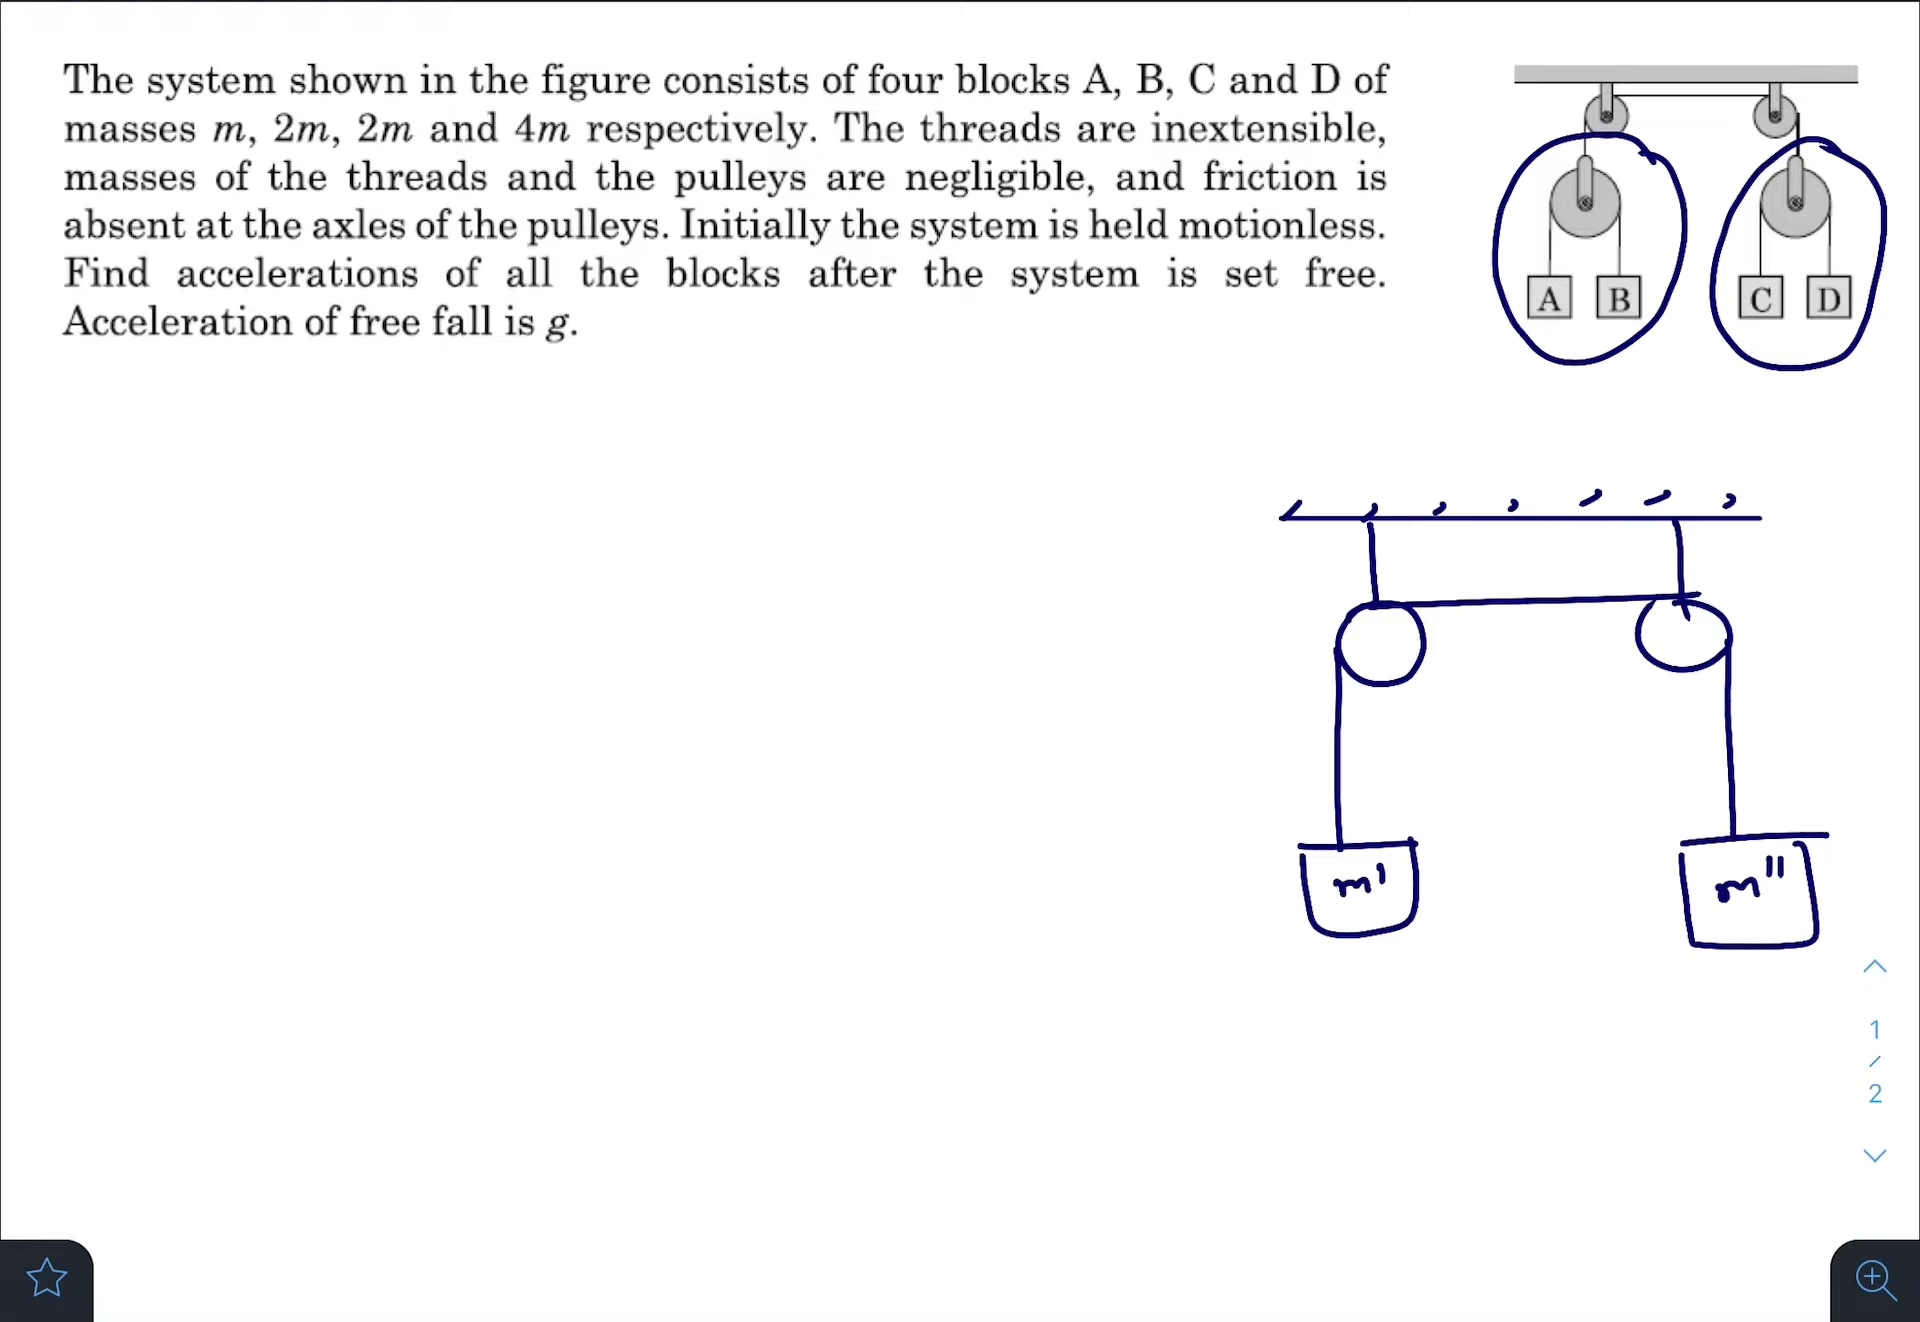 The system shown in the figure consists of four blocks A, B, C and D of
masses m, 2m, 2m and 4m respectively. The threads are inextensible,
masses of the threads and the pulleys are negligible, and friction is
absent at the axles of the pulleys. Initially the system is held motionless.
Find accelerations of all the blocks after the system is set free.
Acceleration of free fall is g.
A B C D
m' m''
1
/
2